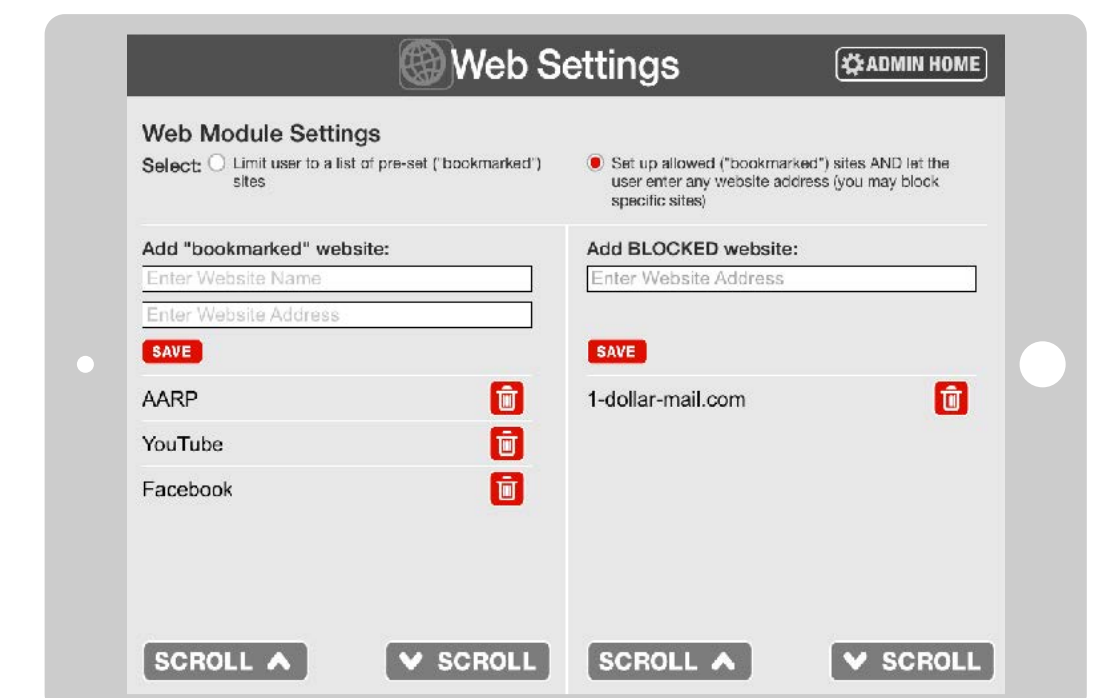 Web Settings
ADMIN HOME
Web Module Settings
Select:
Limit user to a list of pre-set ("bookmarked")
sites
Set up allowed ("bookmarked") sites AND let the
user enter any website address (you may block
specific sites)
Add "bookmarked" website:
Enter Website Name
Enter Website Address
SAVE
AARP
YouTube
Facebook
SCROLL
SCROLL
Add BLOCKED website:
Enter Website Address
SAVE
1-dollar-mail.com
SCROLL
SCROLL